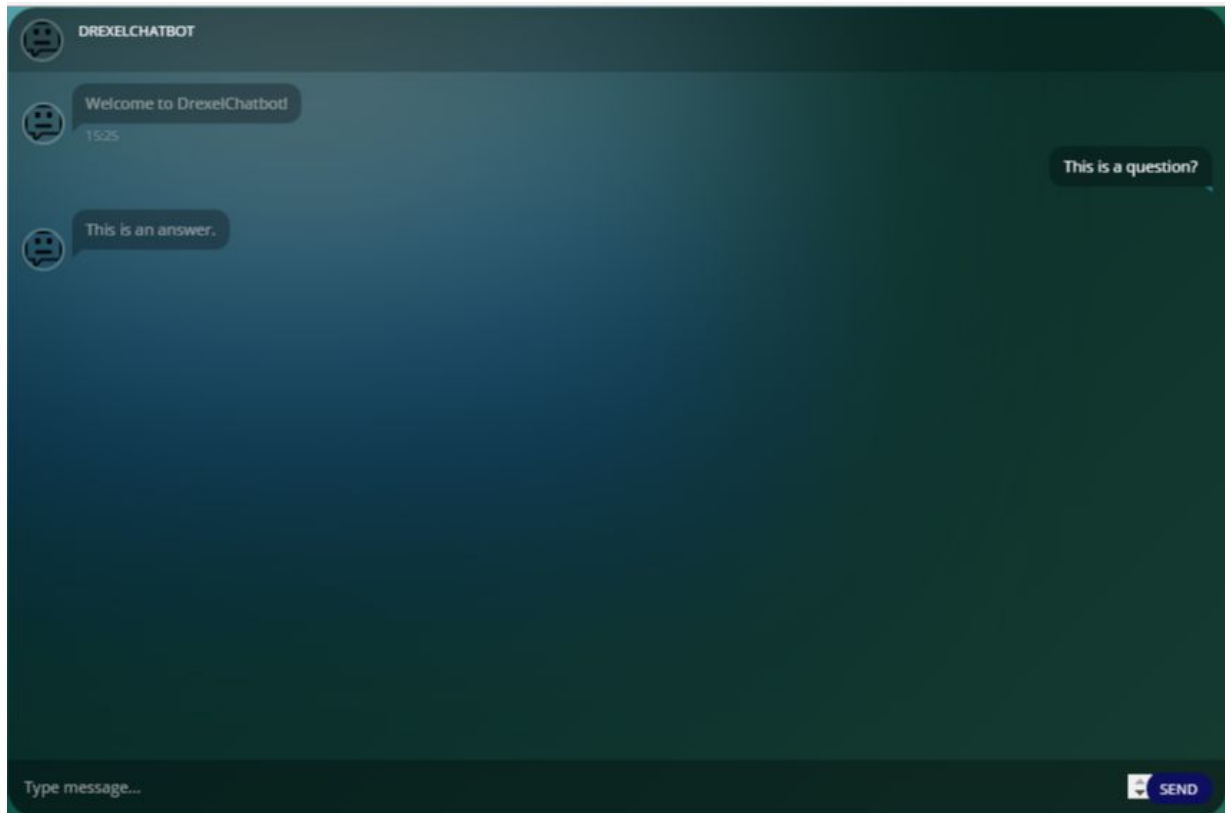 DREXELCHATBOT
Welcome to DrexelChatbot!
15:25
This is a question?
This is an answer.
Type message...
SEND